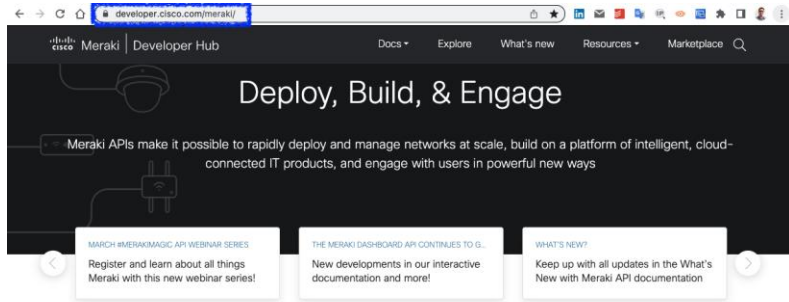 developer.cisco.com/meraki/
CISCO Meraki | Developer Hub
Docs
Explore
What's new
Resources
Marketplace
Deploy, Build, & Engage
Meraki APIs make it possible to rapidly deploy and manage networks at scale, build on a platform of intelligent, cloud-
connected IT products, and engage with users in powerful new
ways
MARCH #MERAKIMAGIC API WEBINAR SERIES
Register and learn about all things
Meraki with this new webinar series!
THE MERAKI DASHBOARD API CONTINUES TO G...
New developments in our interactive
documentation and more!
WHAT'S NEW?
Keep up with all updates in the What's
New with Meraki API documentation